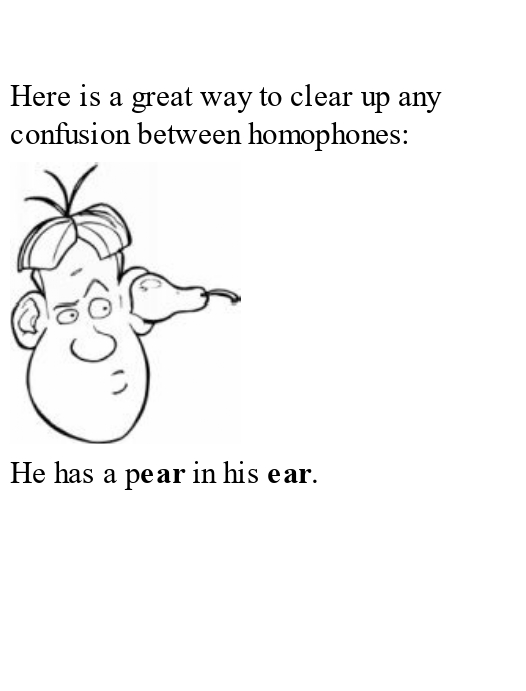 Here is a great way to clear up any
confusion between homophones:
He has a pear in his ear.